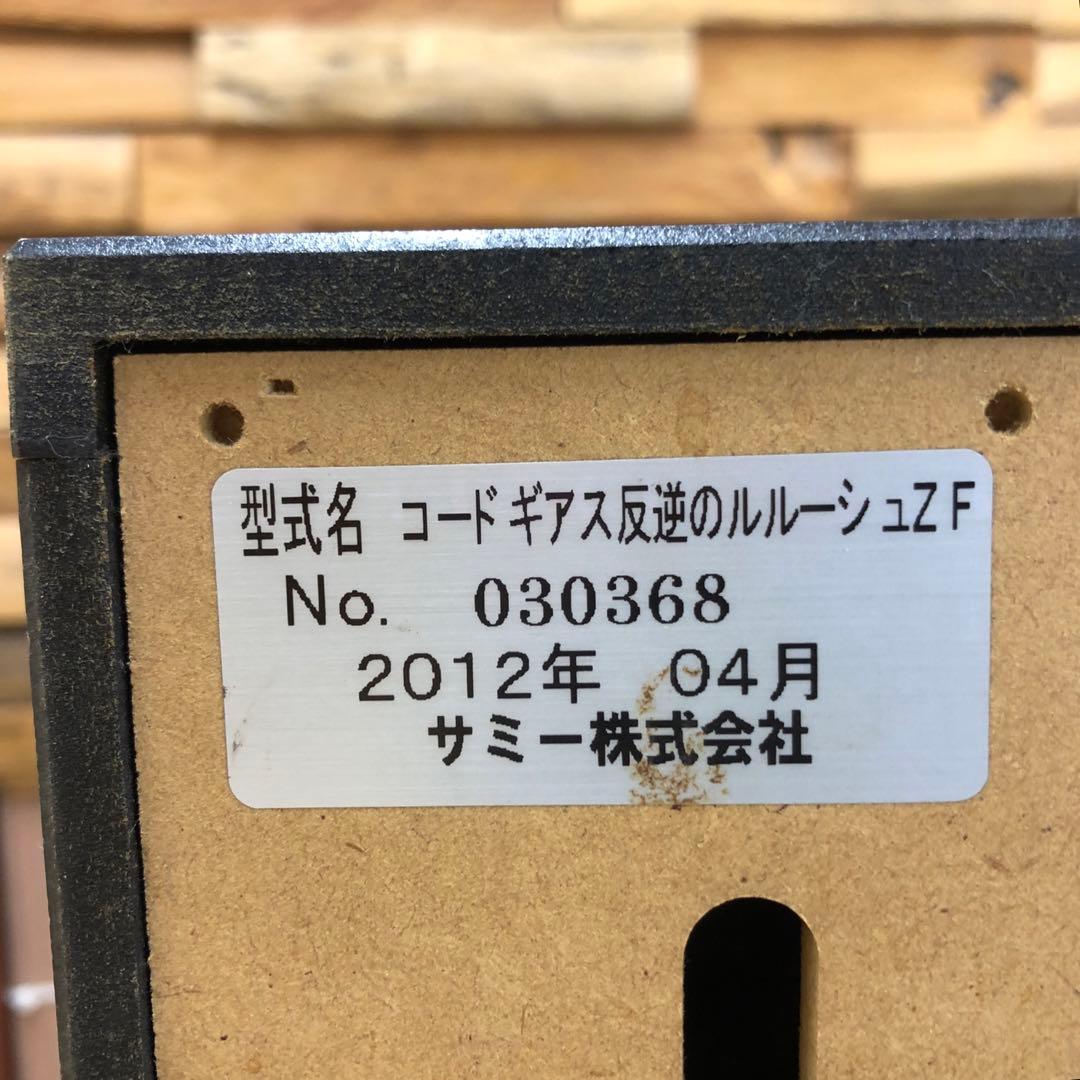 型式名 コードギアス反逆のルルーシュZF
No. 030368
2012年 04月
サミー株式会社